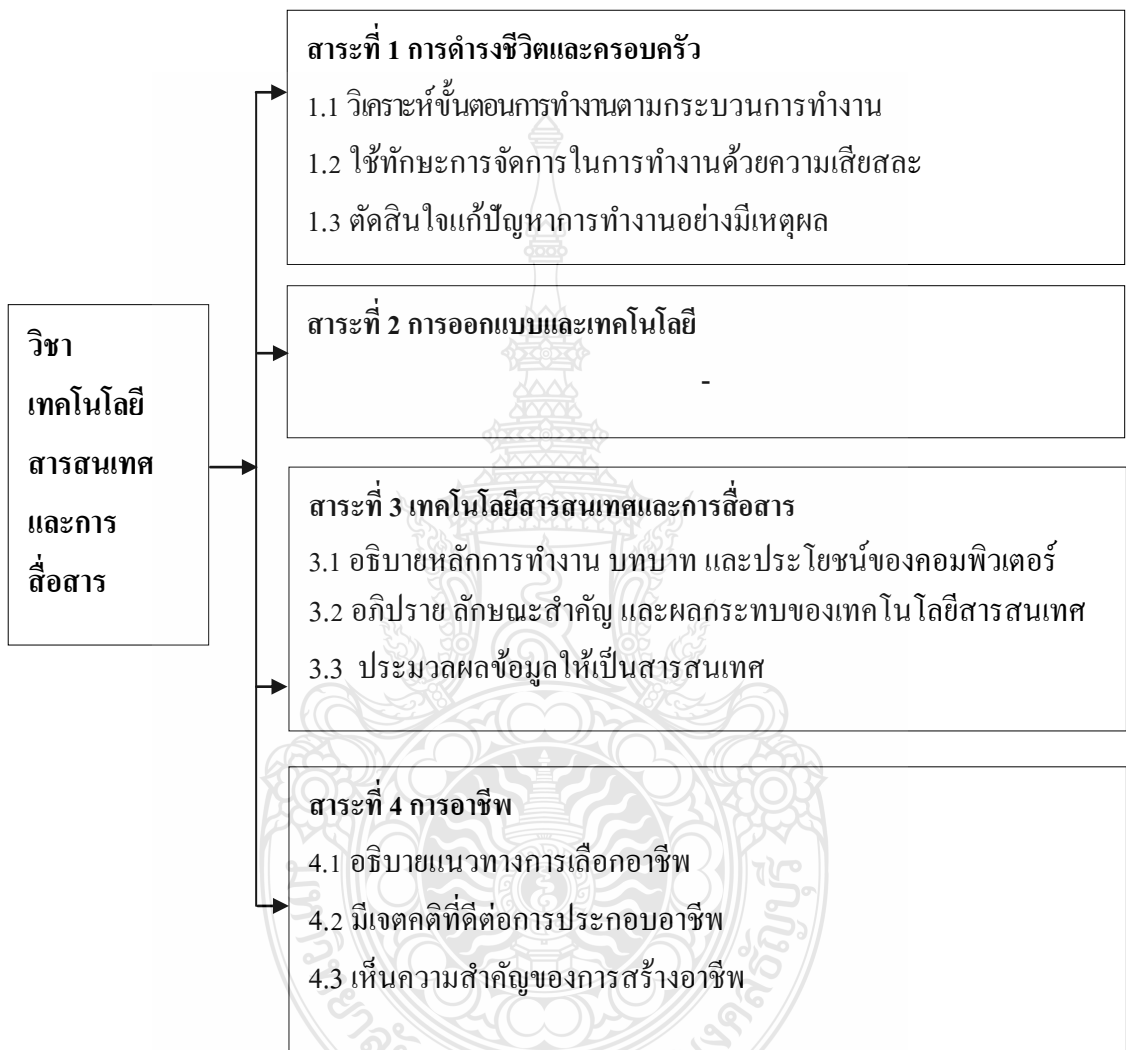 สาระที่ 1 การดำรงชีวิตและครอบครัว
1.1 วิเคราะห์ขั้นตอนการทำงานตามกระบวนการทำงาน
1.2 ใช้ทักษะการจัดการในการทำงานด้วยความเสียสละ
1.3 ตัดสินใจแก้ปัญหาการทำงานอย่างมีเหตุผล
วิชา
เทคโนโลยี
สารสนเทศ
และการ
สื่อสาร
สาระที่ 2 การออกแบบและเทคโนโลยี
-
สาระที่ 3 เทคโนโลยีสารสนเทศและการสื่อสาร
3.1 อธิบายหลักการทำงาน บทบาท และประโยชน์ของคอมพิวเตอร์
3.2 อภิปราย ลักษณะสำคัญ และผลกระทบของเทคโนโลยีสารสนเทศ
3.3 ประมวลผลข้อมูลให้เป็นสารสนเทศ
สาระที่ 4 การอาชีพ
4.1 อธิบายแนวทางการเลือกอาชีพ
4.2 มีเจตคติที่ดีต่อการประกอบอาชีพ
4.3 เห็นความสำคัญของการสร้างอาชีพ